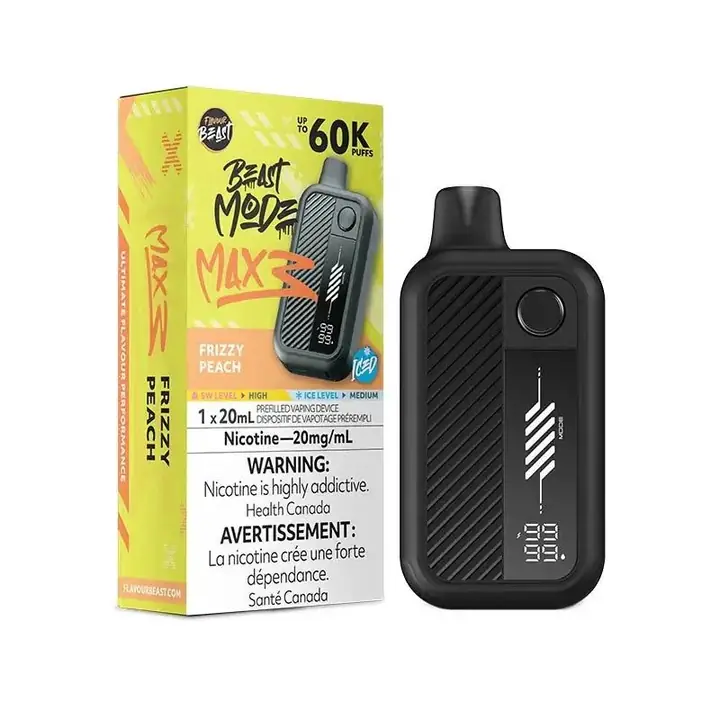 FLAVOUR
BEAST
UP
TO
60K
PUFFS
BEAST
MODE
MAX 3
FRIZZY
PEACH
ICED
SW LEVEL ▸ HIGH
ICE LEVEL ▸ MEDIUM
1 x 20mL
PREFILLED VAPING DEVICE
DISPOSITIF DE VAPOTAGE PRÉREMPLI
Nicotine—20mg/mL
WARNING:
Nicotine is highly addictive.
Health Canada
AVERTISSEMENT:
La nicotine crée une forte
dépendance.
Santé Canada
MAX 3
ULTIMATE FLAVOUR PERFORMANCE
FRIZZY
PEACH
FLAVOURBEAST.COM
MODE
99
99